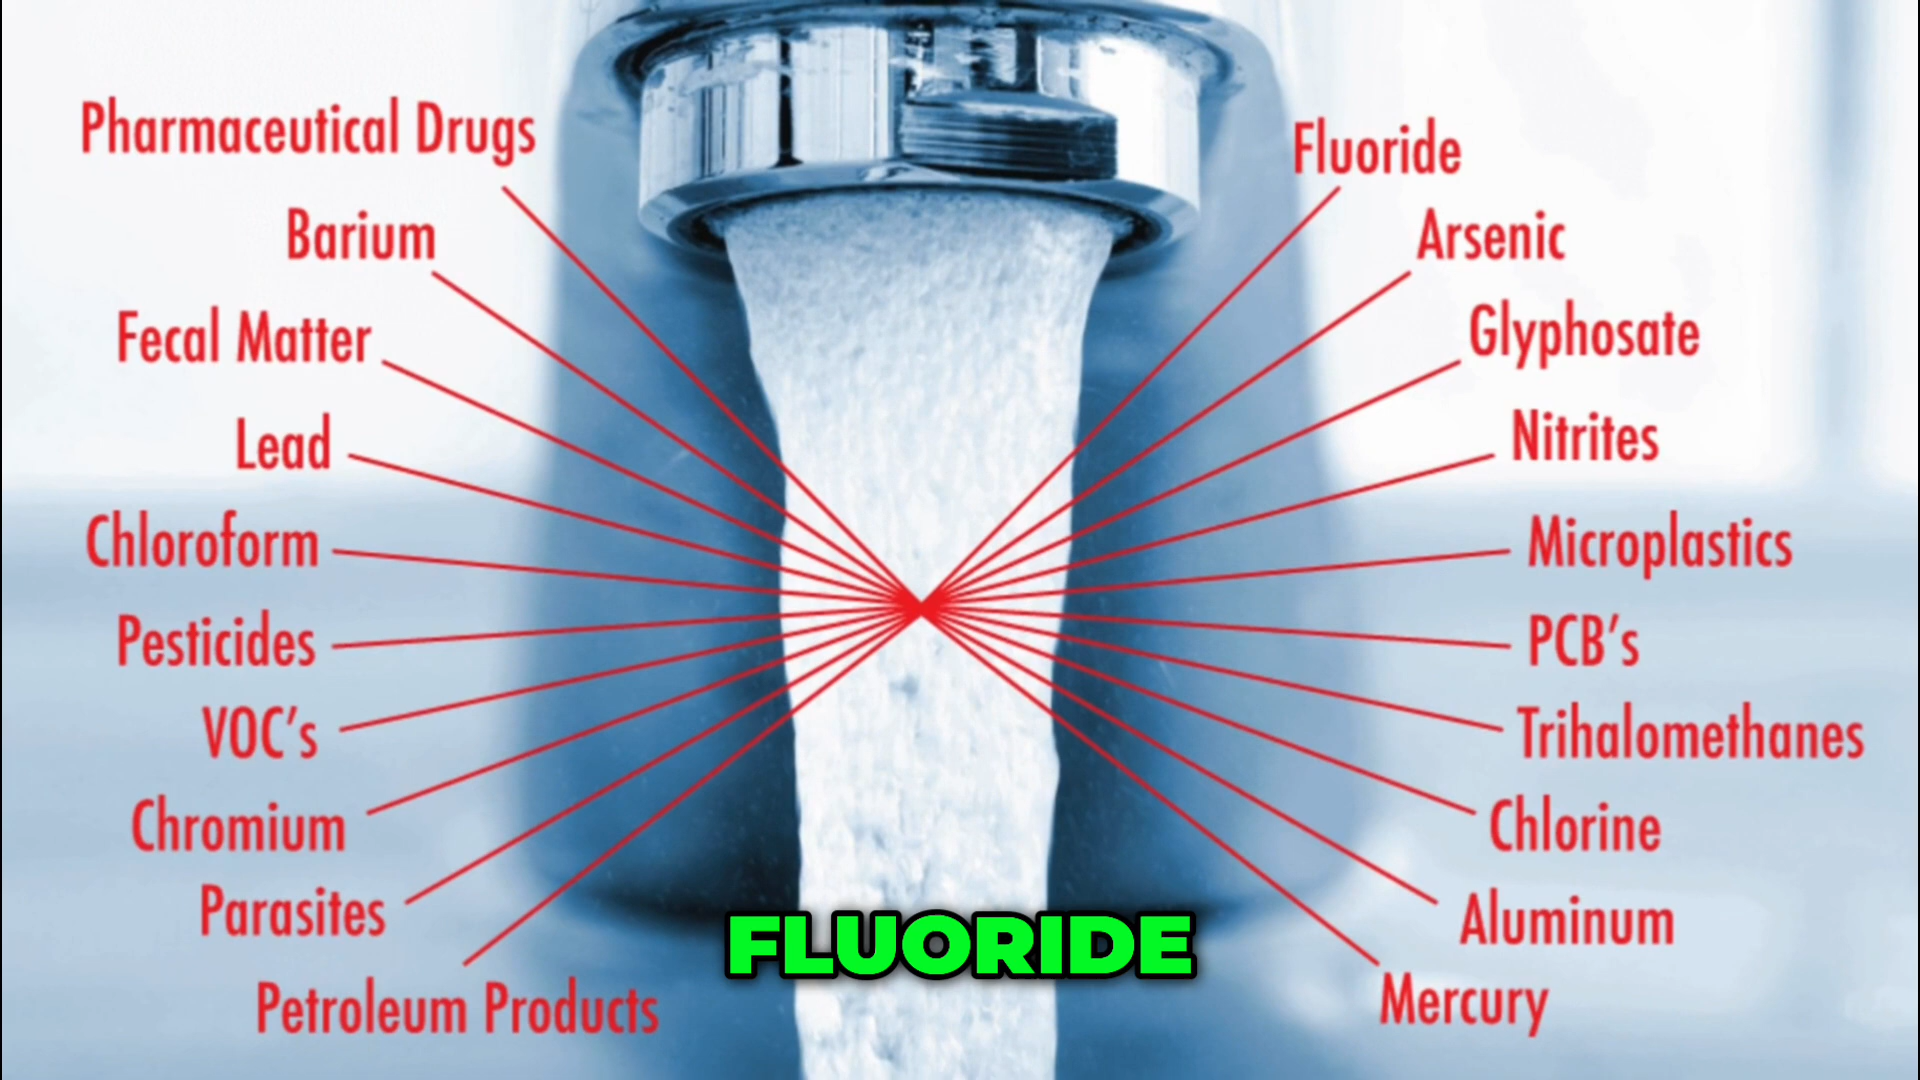 Pharmaceutical Drugs
Barium
Fecal Matter
Lead
Chloroform
Pesticides
VOC's
Chromium
Parasites
Petroleum Products
Fluoride
Arsenic
Glyphosate
Nitrites
Microplastics
PCB's
Trihalomethanes
Chlorine
Aluminum
Mercury
FLUORIDE